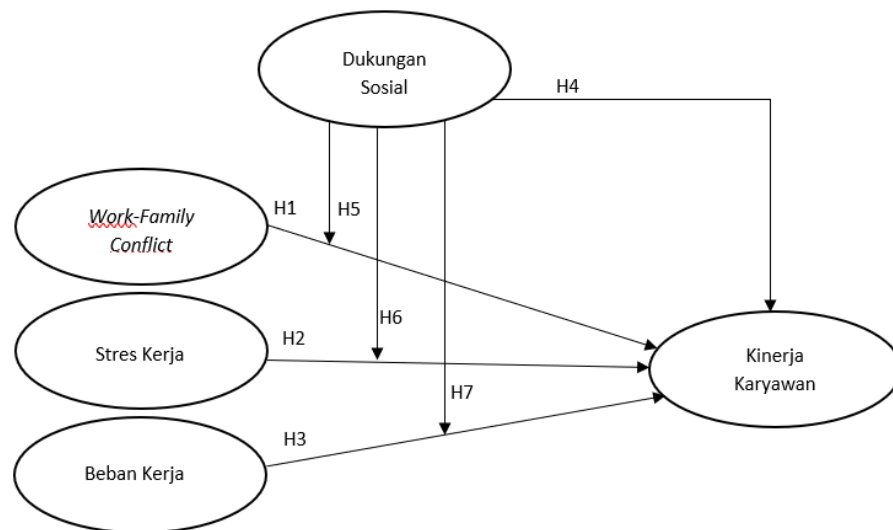 Dukungan
Sosial
H4
Work-Family
Conflict
H1
H5
H6
Stres Kerja
H2
Kinerja
Karyawan
H7
H3
Beban Kerja